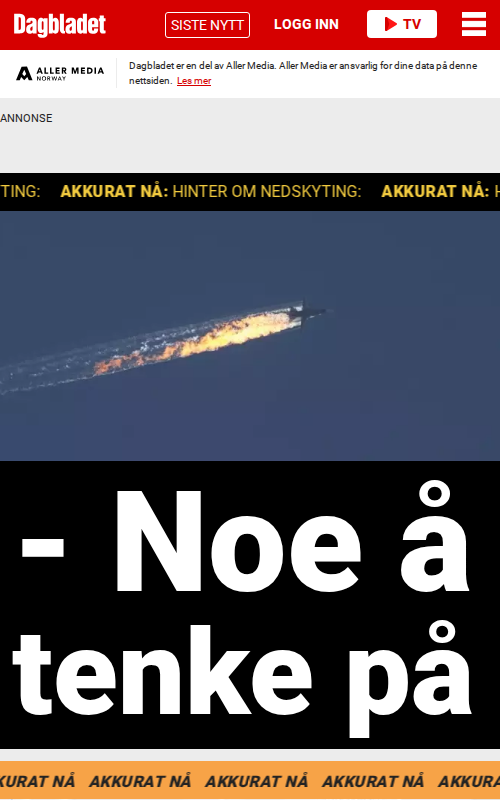 Dagbladet
SISTE NYTT
LOGG INN
TV
ALLER MEDIA
NORWAY
Dagbladet er en del av Aller Media. Aller Media er ansvarlig for dine data på denne
nettsiden. Les mer
ANNONSE
TING: AKKURAT NÅ: HINTER OM NEDSKYTING: AKKURAT NÅ: H
- Noe å
tenke på
KURAT NÅ AKKURAT NÅ AKKURAT NÅ AKKURAT NÅ AKKURA